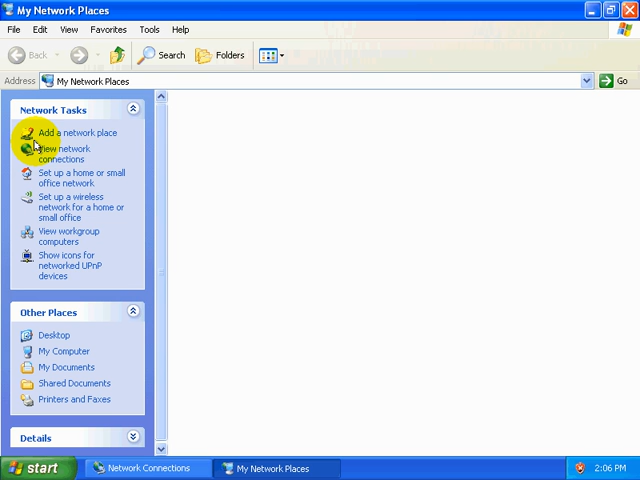 My Network Places
File Edit View Favorites Tools Help
Back Search Folders
Address My Network Places Go
Network Tasks
Add a network place
View network
connections
Set up a home or small
office network
Set up a wireless
network for a home or
small office
View workgroup
computers
Show icons for
networked UPnP
devices
Other Places
Desktop
My Computer
My Documents
Shared Documents
Printers and Faxes
Details
start Network Connections My Network Places 2:06 PM